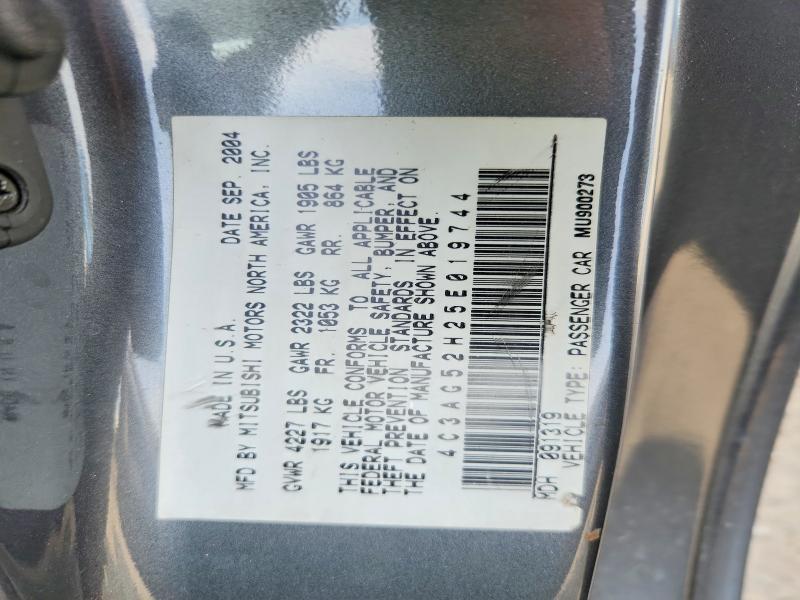 MADE IN U.S.A. DATE SEP. 2004
MFD BY MITSUBISHI MOTORS NORTH AMERICA, INC.
GVWR 4227 LBS GAWR 2322 LBS GAWR 1905 LBS
1917 KG FR. 1053 KG RR. 864 KG
THIS VEHICLE CONFORMS TO ALL APPLICABLE
FEDERAL MOTOR VEHICLE SAFETY, BUMPER, AND
THEFT PREVENTION STANDARDS IN EFFECT ON
THE DATE OF MANUFACTURE SHOWN ABOVE.
4C3AG52H25E019744
MDH 091319
VEHICLE TYPE: PASSENGER CAR MU900273